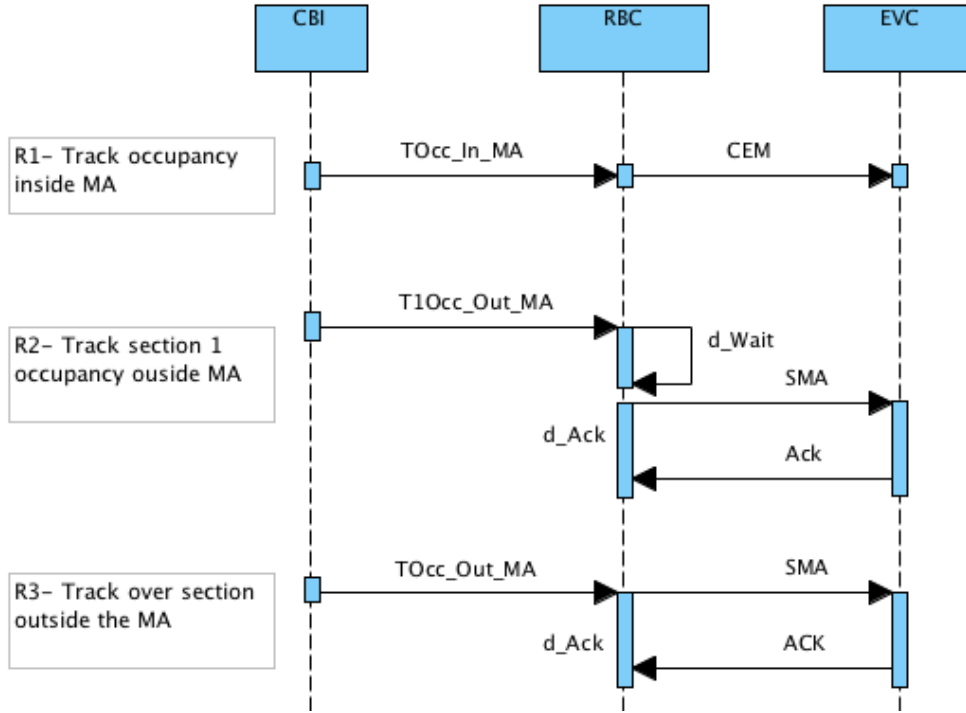 CBI
RBC
EVC
R1- Track occupancy
inside MA
TOcc_In_MA
CEM
R2- Track section 1
occupancy ouside MA
T1Occ_Out_MA
d_Wait
SMA
d_Ack
Ack
R3- Track over section
outside the MA
TOcc_Out_MA
SMA
d_Ack
ACK